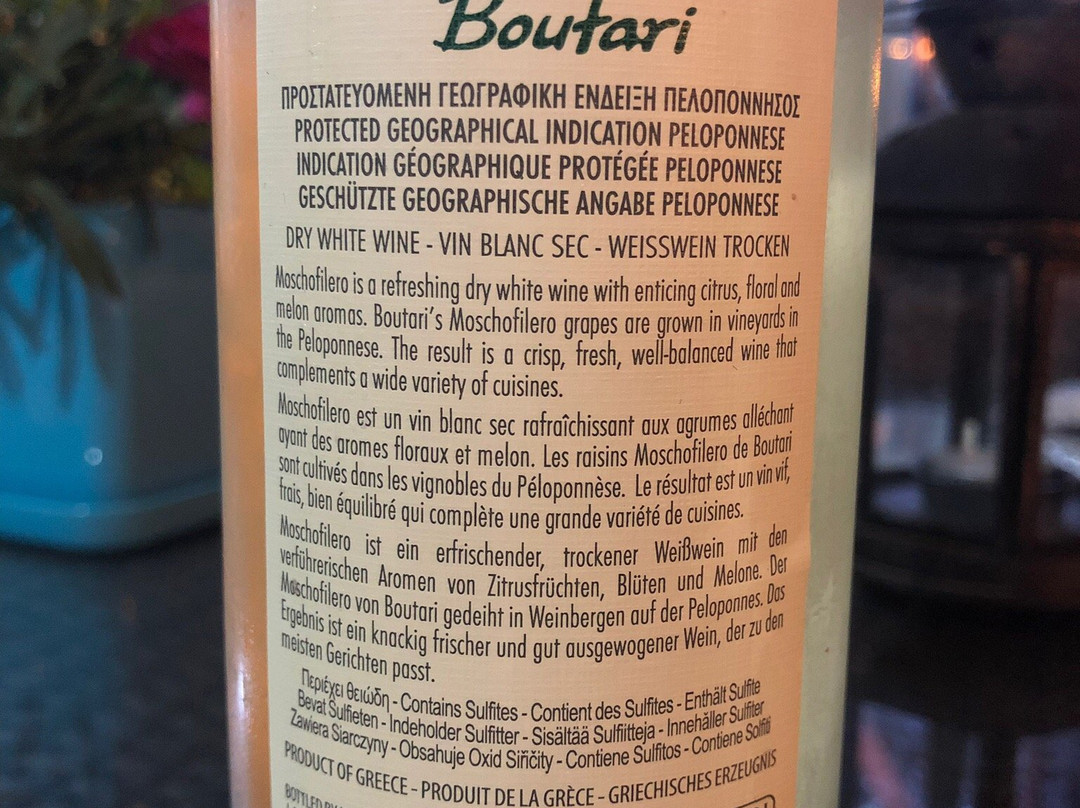 Boutari
ΠΡΟΣΤΑΤΕΥΟΜΕΝΗ ΓΕΩΓΡΑΦΙΚΗ ΕΝΔΕΙΞΗ ΠΕΛΟΠΟΝΝΗΣΟΣ
PROTECTED GEOGRAPHICAL INDICATION PELOPONNESE
INDICATION GÉOGRAPHIQUE PROTÉGÉE PELOPONNESE
GESCHÜTZTE GEOGRAPHISCHE ANGABE PELOPONNESE
DRY WHITE WINE - VIN BLANC SEC - WEISSWEIN TROCKEN
Moschofilero is a refreshing dry white wine with enticing citrus, floral and
melon aromas. Boutari's Moschofilero grapes are grown in vineyards in
the Peloponnese. The result is a crisp, fresh, well-balanced wine that
complements a wide variety of cuisines.
Moschofilero est un vin blanc sec rafraîchissant aux agrumes alléchant
ayant des aromes floraux et melon. Les raisins Moschofilero de Boutari
sont cultivés dans les vignobles du Péloponnèse. Le résultat est un vin vif,
frais, bien équilibré qui complète une grande variété de cuisines.
Moschofilero ist ein erfrischender, trockener Weißwein mit den
verführerischen Aromen von Zitrusfrüchten, Blüten und Melone. Der
Moschofilero von Boutari gedeiht in Weinbergen auf der Peloponnes. Das
Ergebnis ist ein knackig frischer und gut ausgewogener Wein, der zu den
meisten Gerichten passt.
Περιέχει θειώδη - Contains Sulfites - Contient des Sulfites - Enthält Sulfite
Bevat Sulfieten - Indeholder Sulfitter - Sisältää Sulfiitteja - Innehåller Sulfiter
Zawiera Siarczyny - Obsahuje Oxid Siřičitý - Contiene Sulfitos - Contiene Solfiti
PRODUCT OF GREECE - PRODUIT DE LA GRÈCE - GRIECHISCHES ERZEUGNIS
BOTTLED BY